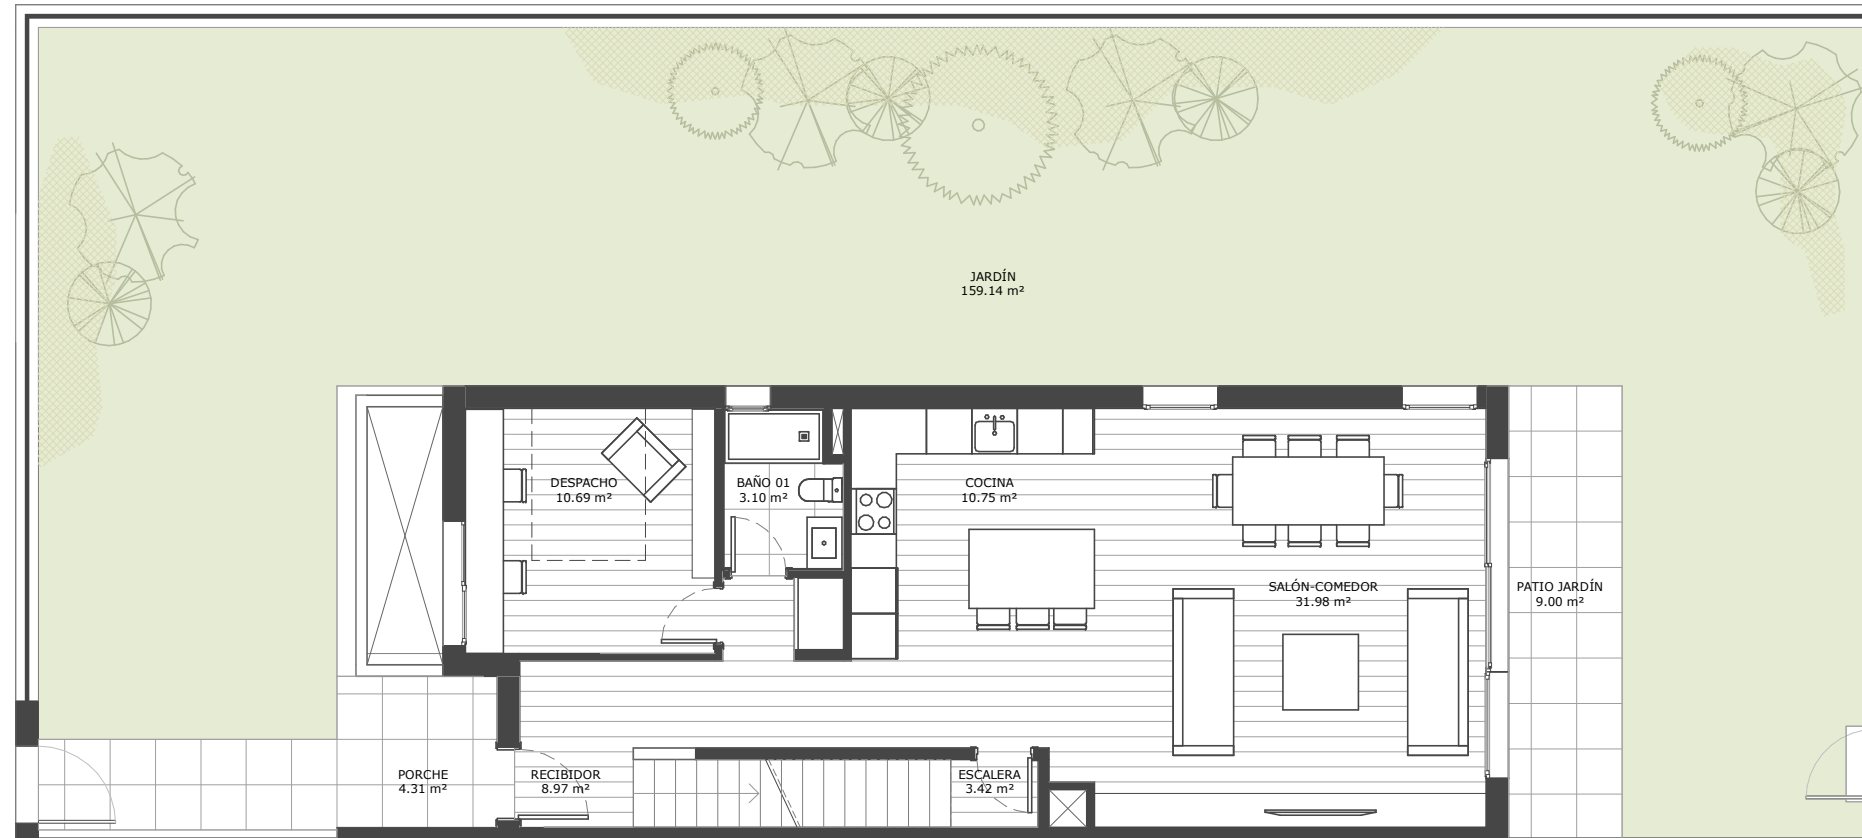 JARDÍN
159.14 m²
DESPACHO
10.69 m²
BAÑO 01
3.10 m²
COCINA
10.75 m²
SALÓN-COMEDOR
31.98 m²
PATIO JARDÍN
9.00 m²
PORCHE
4.31 m²
RECIBIDOR
8.97 m²
ESCALERA
3.42 m²